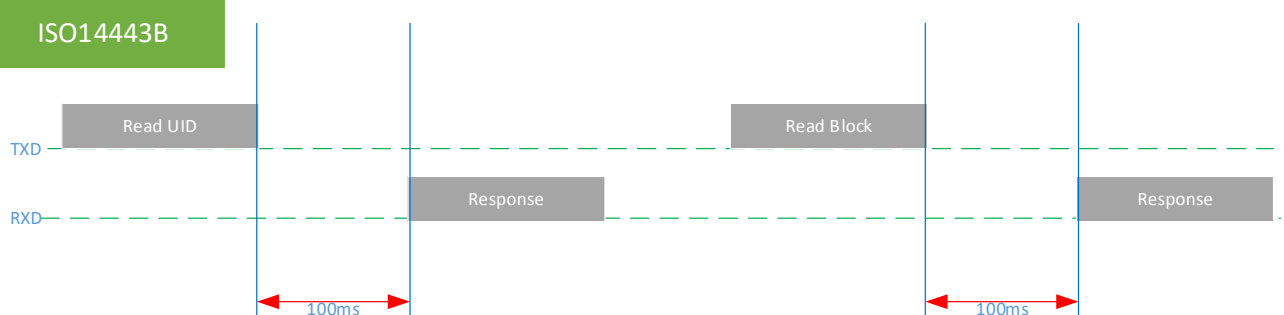 ISO14443B
Read UID
Read Block
TXD
Response
Response
RXD
100ms
100ms